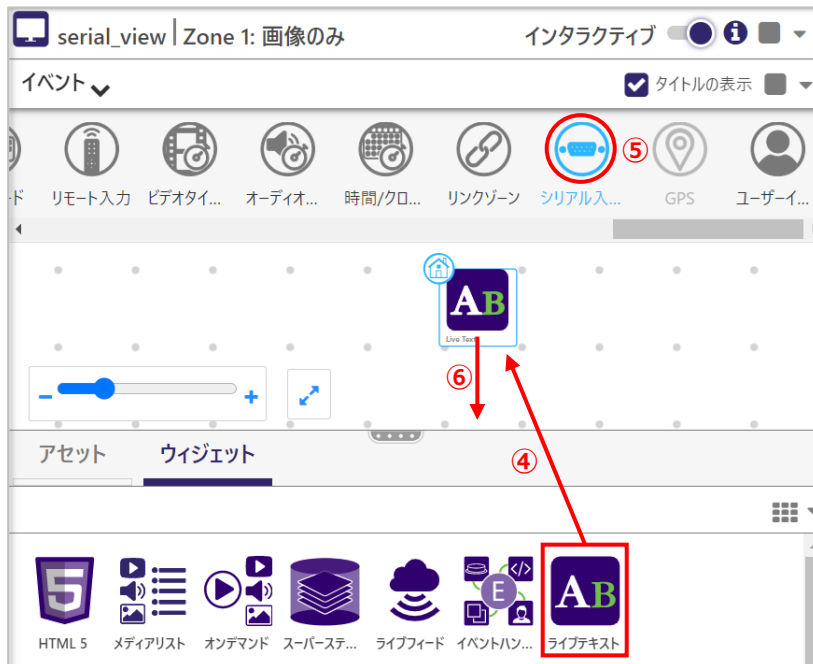 serial_view Zone 1: 画像のみ インタラクティブ
イベント タイトルの表示
ド リモート入力 ビデオタイ... オーディオ... 時間/クロ... リンクゾーン シリアル入... GPS ユーザーイ...
⑤
AB
Live Text
⑥
④
アセット ウィジェット
5 E AB
HTML 5 メディアリスト オンデマンド スーパーステ... ライブフィード イベントハン... ライブテキスト